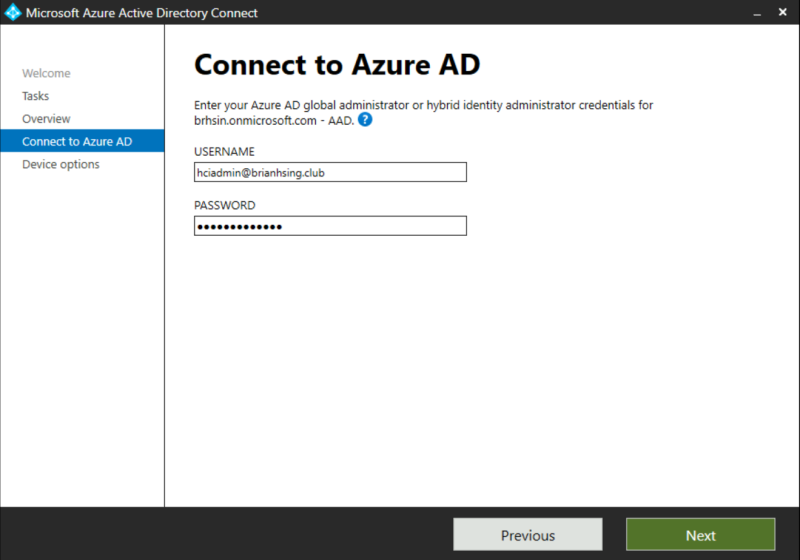 Microsoft Azure Active Directory Connect
Welcome
Tasks
Overview
Connect to Azure AD
Device options
Connect to Azure AD
Enter your Azure AD global administrator or hybrid identity administrator credentials for
brhsin.onmicrosoft.com - AAD. ?
USERNAME
hciadmin@brianhsing.club
PASSWORD
•••••••••••••
Previous
Next